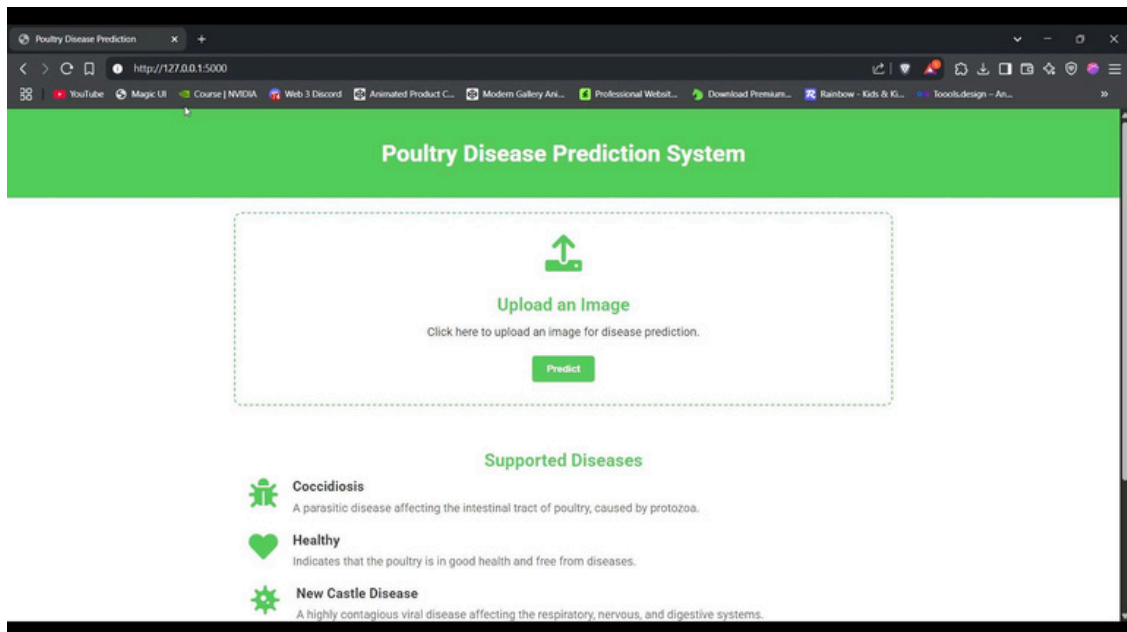 Poultry Disease Prediction
http://127.0.0.1:5000
YouTube Magic UI Course | NVIDIA Web 3 Discord Animated Product C... Modern Gallery Ani... Professional Websit... Download Premium... Rainbow - Kids & Ki... Toools.design – An...
Poultry Disease Prediction System
Upload an Image
Click here to upload an image for disease prediction.
Predict
Supported Diseases
Coccidiosis
A parasitic disease affecting the intestinal tract of poultry, caused by protozoa.
Healthy
Indicates that the poultry is in good health and free from diseases.
New Castle Disease
A highly contagious viral disease affecting the respiratory, nervous, and digestive systems.